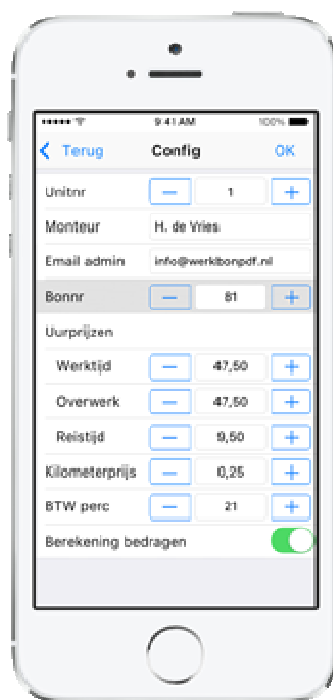 9:41 AM 100%
Terug Config OK
Unitnr 1
Monteur H. de Vries
Email admin info@werkbonpdf.nl
Bonnr 81
Uurprijzen
Werktijd 47,50
Overwerk 47,50
Reistijd 9,50
Kilometerprijs 0,25
BTW perc 21
Berekening bedragen